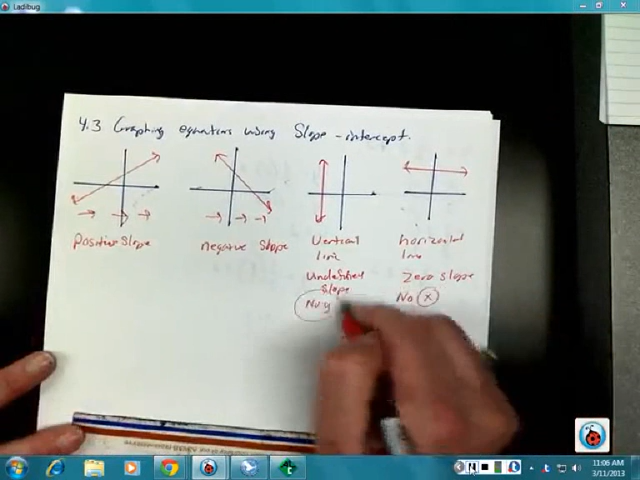 Ladibug
4.3 Graphing equations using Slope-intercept.
Positive Slope
negative Slope
Vertical
line
Undefined
Slope
No y
horizontal
line
Zero slope
No x
11:06 AM
3/11/2013